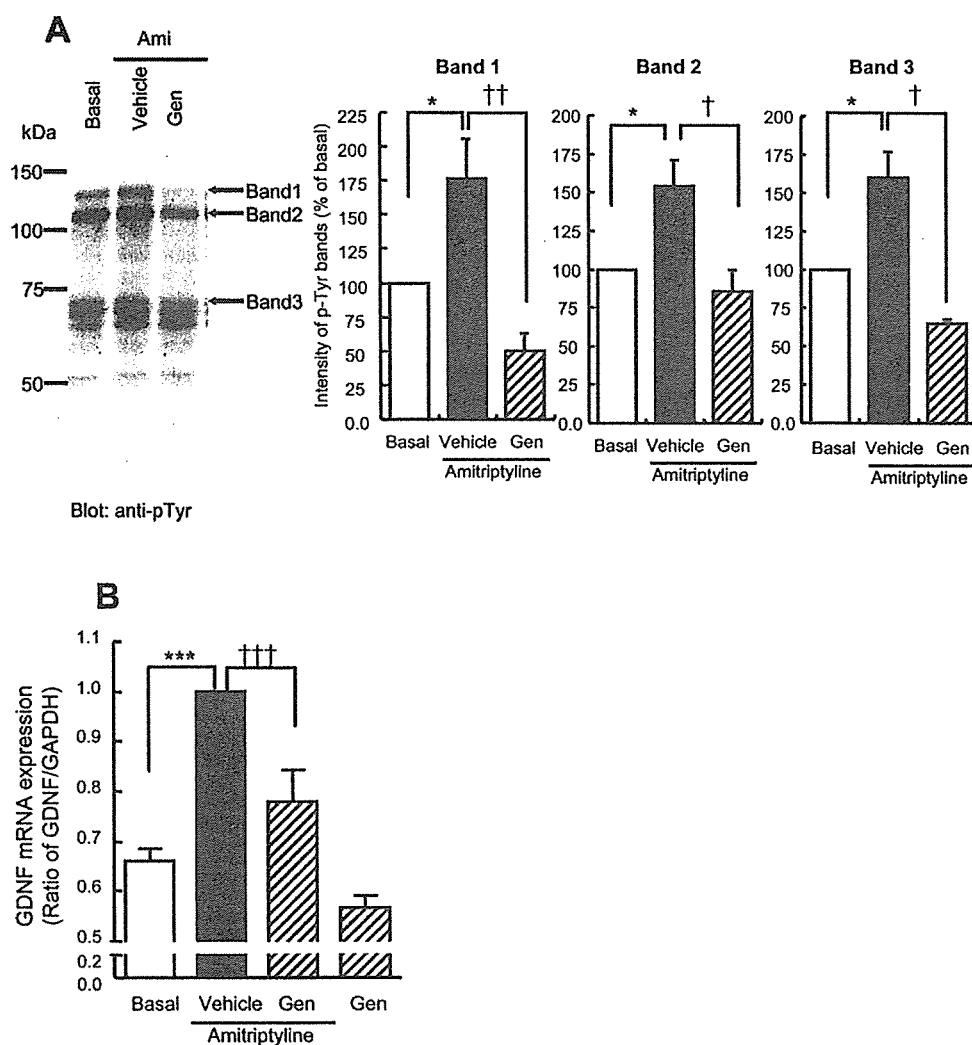 A
Ami
Basal
Vehicle
Gen
kDa
150
100
75
50
Band1
Band2
Band3
Blot: anti-pTyr
Intensity of p-Tyr bands (% of basal)
Band 1
* ††
225
200
175
150
125
100
75
50
25
0.0
Basal Vehicle Gen
Amitriptyline
Band 2
* †
200
175
150
125
100
75
50
25
0.0
Basal Vehicle Gen
Amitriptyline
Band 3
* †
200
175
150
125
100
75
50
25
0.0
Basal Vehicle Gen
Amitriptyline
B
GDNF mRNA expression
(Ratio of GDNF/GAPDH)
*** †††
1.1
1.0
0.9
0.8
0.7
0.6
0.5
0.2
0.0
Basal Vehicle Gen Gen
Amitriptyline